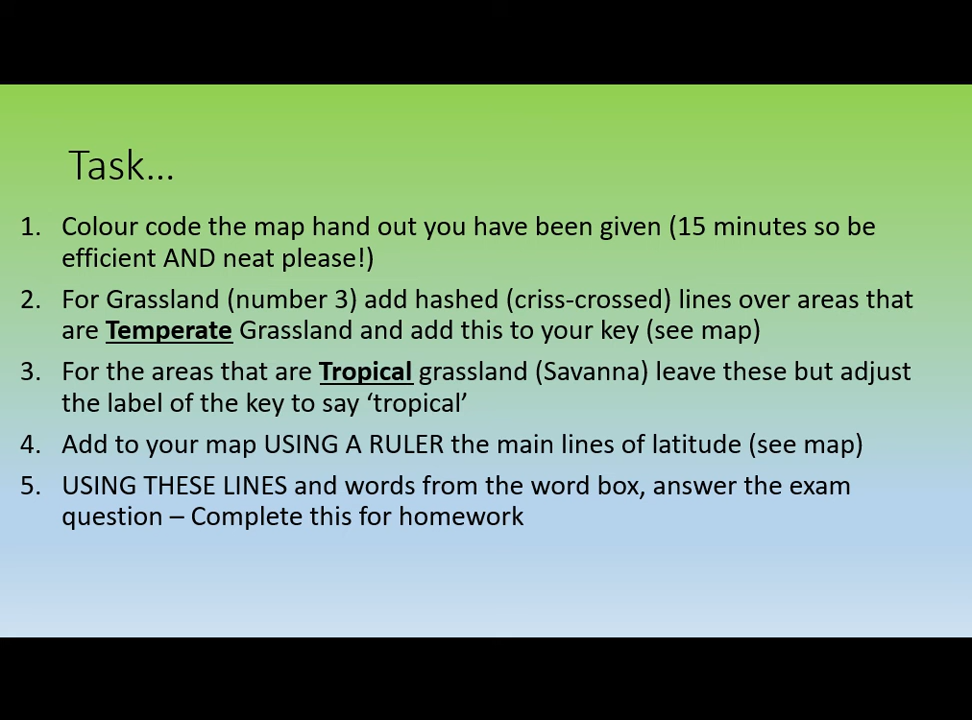 Task...
1. Colour code the map hand out you have been given (15 minutes so be
efficient AND neat please!)
2. For Grassland (number 3) add hashed (criss-crossed) lines over areas that
are Temperate Grassland and add this to your key (see map)
3. For the areas that are Tropical grassland (Savanna) leave these but adjust
the label of the key to say ‘tropical’
4. Add to your map USING A RULER the main lines of latitude (see map)
5. USING THESE LINES and words from the word box, answer the exam
question – Complete this for homework